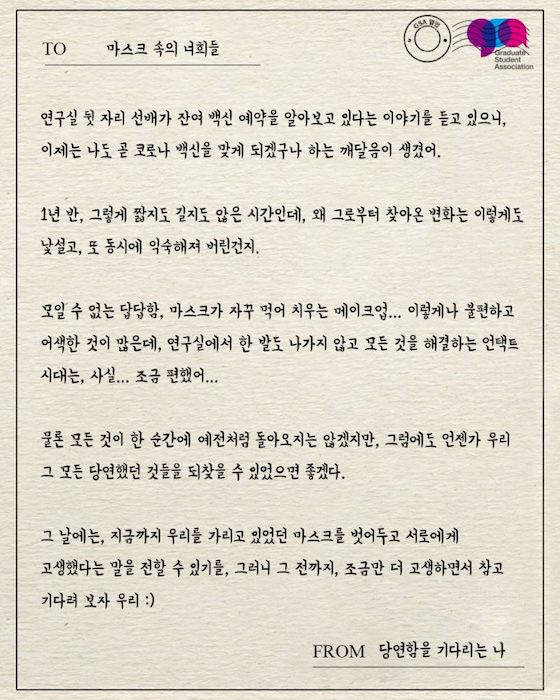 TO 마스크 속의 너희들
GSA 열인
Graduate
Student
Association
연구실 뒷 자리 선배가 잔여 백신 예약을 알아보고 있다는 이야기를 듣고 있으니,
이제는 나도 곧 코로나 백신을 맞게 되겠구나 하는 깨달음이 생겼어.
1년 반, 그렇게 짧지도 길지도 않은 시간인데, 왜 그로부터 찾아온 변화는 이렇게도
낯설고, 또 동시에 익숙해져 버린건지.
모일 수 없는 답답함, 마스크가 자꾸 먹어 치우는 메이크업... 이렇게나 불편하고
어색한 것이 많은데, 연구실에서 한 발도 나가지 않고 모든 것을 해결하는 언택트
시대는, 사실... 조금 편했어...
물론 모든 것이 한 순간에 예전처럼 돌아오지는 않겠지만, 그럼에도 언젠가 우리
그 모든 당연했던 것들을 되찾을 수 있었으면 좋겠다.
그 날에는, 지금까지 우리를 가리고 있었던 마스크를 벗어두고 서로에게
고생했다는 말을 전할 수 있기를, 그러니 그 전까지, 조금만 더 고생하면서 참고
기다려 보자 우리 :)
FROM 당연함을 기다리는 나